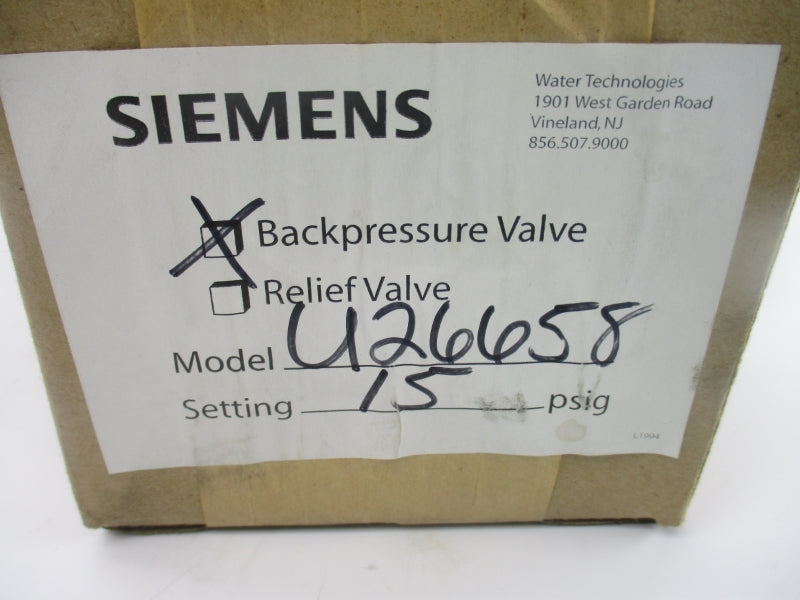 SIEMENS
Water Technologies
1901 West Garden Road
Vineland, NJ
856.507.9000
Backpressure Valve
Relief Valve
Model U26658
Setting 15 psig
L1994